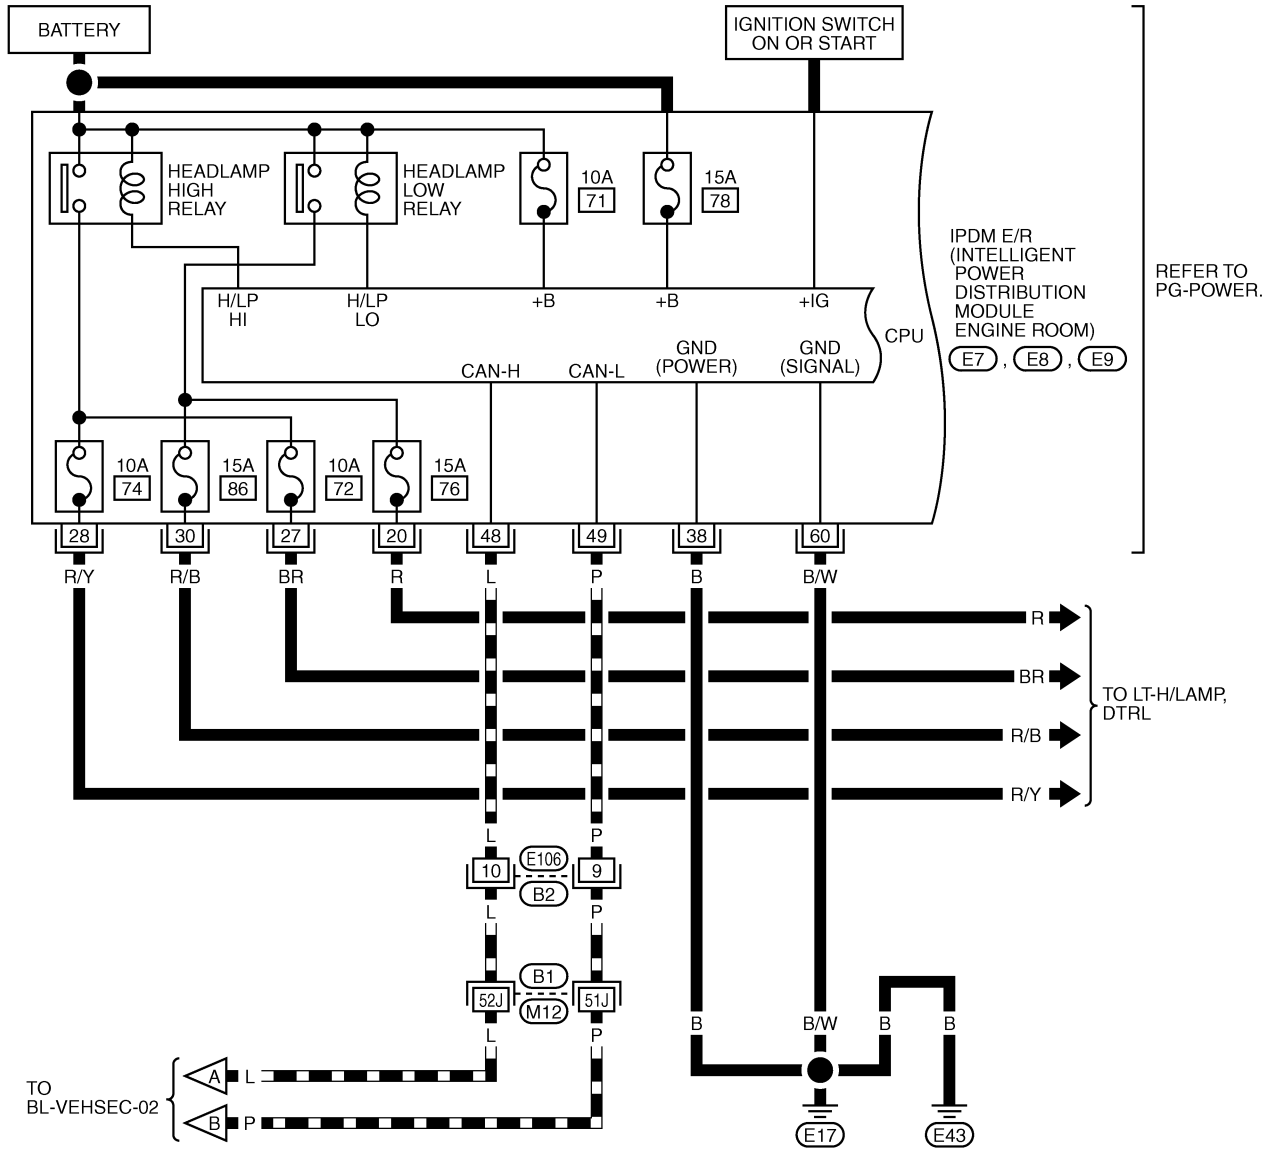 BATTERY
IGNITION SWITCH
ON OR START
HEADLAMP
HIGH
RELAY
HEADLAMP
LOW
RELAY
10A
71
15A
78
IPDM E/R
(INTELLIGENT
POWER
DISTRIBUTION
MODULE
ENGINE ROOM)
E7 , E8 , E9
REFER TO
PG-POWER.
H/LP
HI
H/LP
LO
+B
+B
+IG
CPU
CAN-H
CAN-L
GND
(POWER)
GND
(SIGNAL)
10A
74
15A
86
10A
72
15A
76
28
30
27
20
48
49
38
60
R/Y
R/B
BR
R
L
P
B
B/W
R
BR
R/B
R/Y
TO LT-H/LAMP,
DTRL
L
P
10
E106
B2
9
L
P
52J
B1
M12
51J
L
P
B
B/W
B
B
TO
BL-VEHSEC-02
A
L
B
P
E17
E43